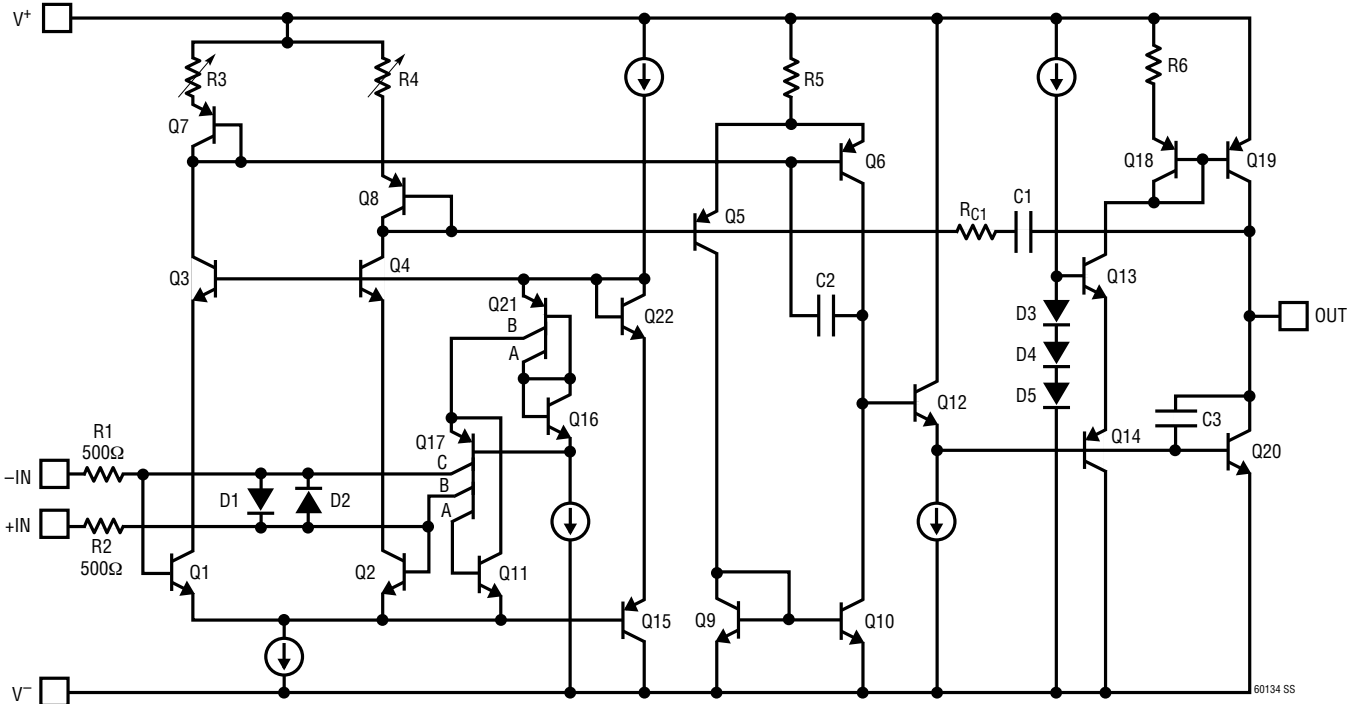 V+
R3
R4
R5
R6
Q7
Q6
Q18
Q19
Q8
Q5
RC1
C1
Q3
Q4
Q21
B
A
Q22
C2
Q13
D3
D4
D5
OUT
Q16
Q12
Q14
C3
Q17
Q20
R1
500Ω
–IN
C
B
A
D1
D2
+IN
R2
500Ω
Q1
Q2
Q11
Q15
Q9
Q10
V–
60134 SS